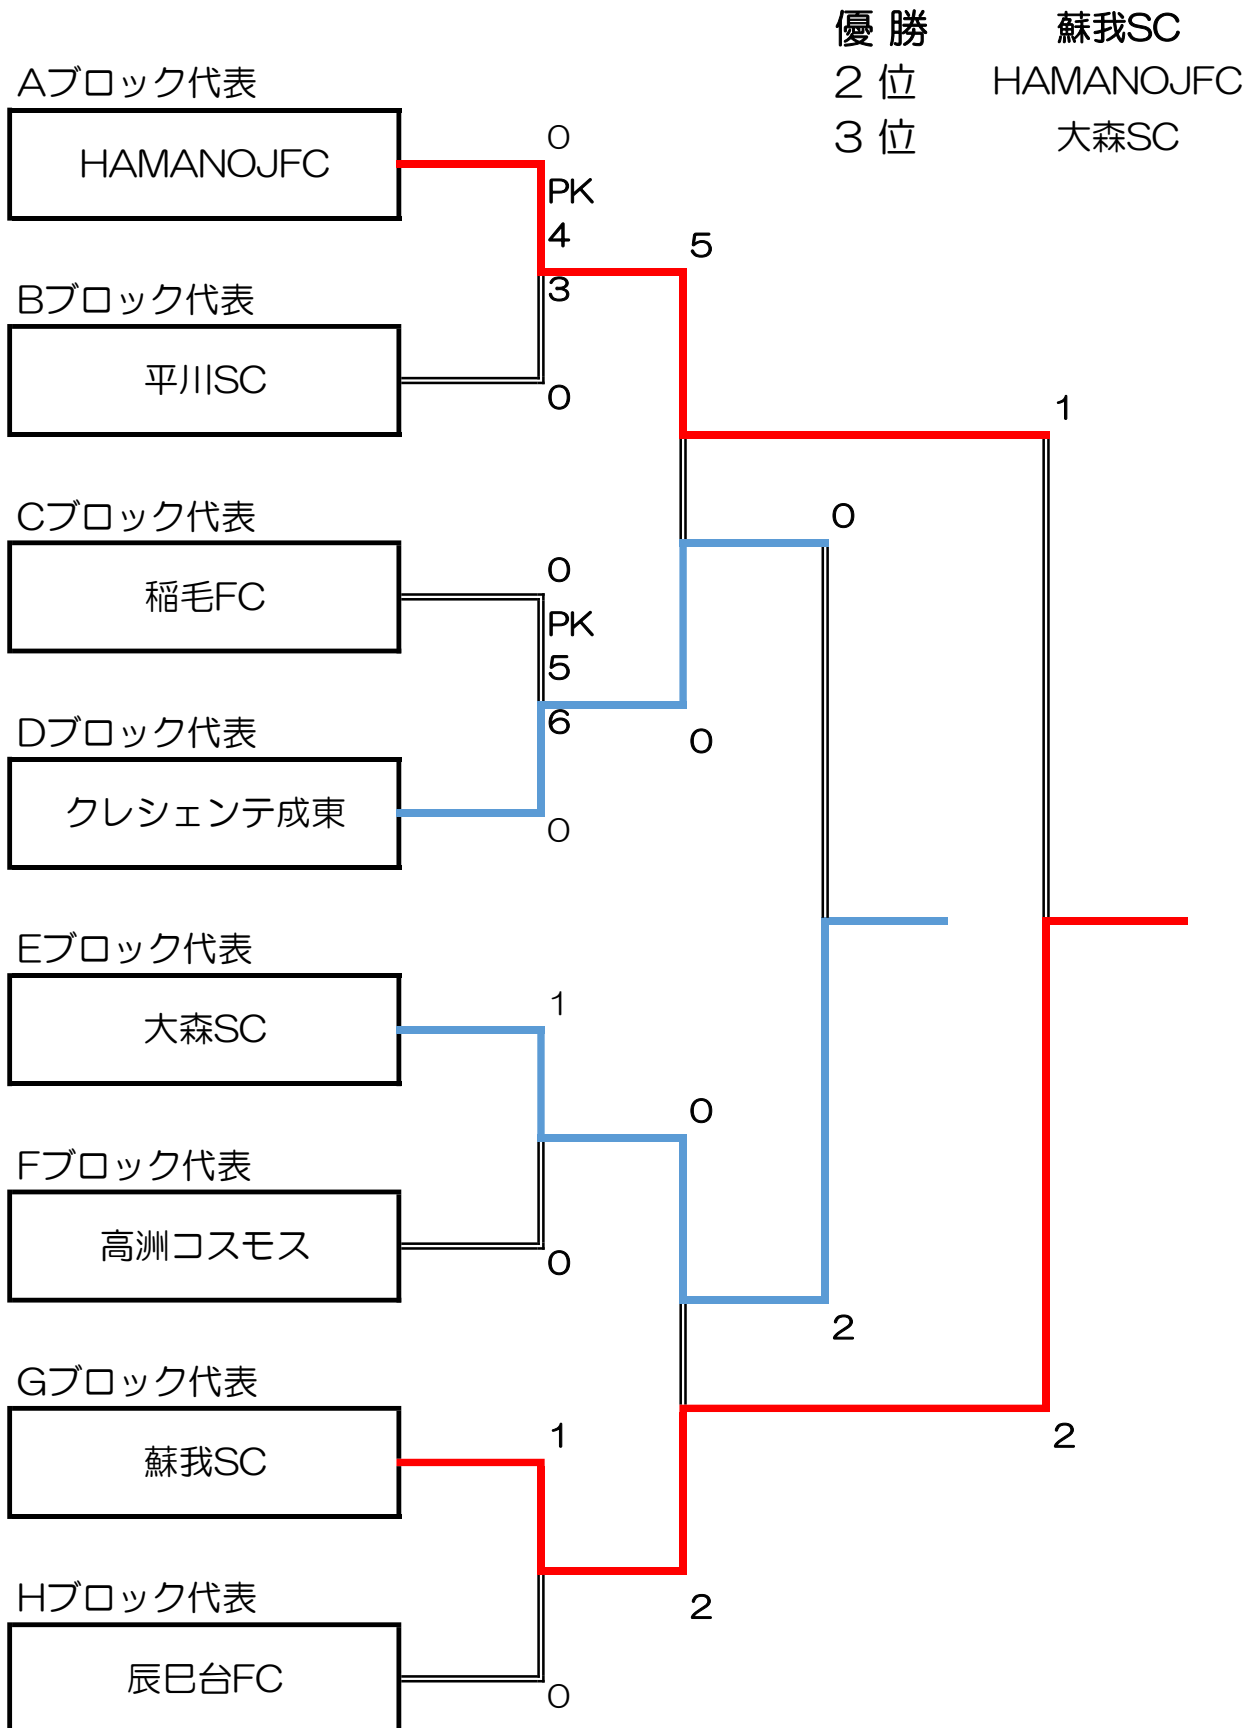 優 勝 蘇我SC
2 位 HAMANOJFC
3 位 大森SC
Aブロック代表
HAMANOJFC
0
PK
4
3
0
5
Bブロック代表
平川SC
1
Cブロック代表
稲毛FC
0
PK
5
6
0
0
0
Dブロック代表
クレシェンテ成東
Eブロック代表
大森SC
1
0
0
Fブロック代表
高洲コスモス
2
Gブロック代表
蘇我SC
1
2
2
0
Hブロック代表
辰巳台FC